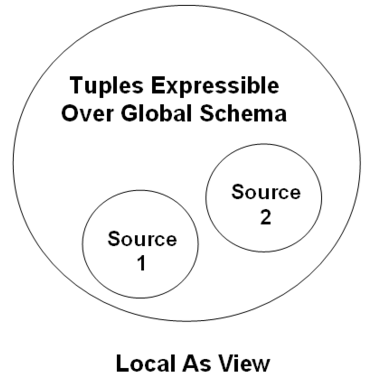 Tuples Expressible
Over Global Schema
Source
2
Source
1
Local As View